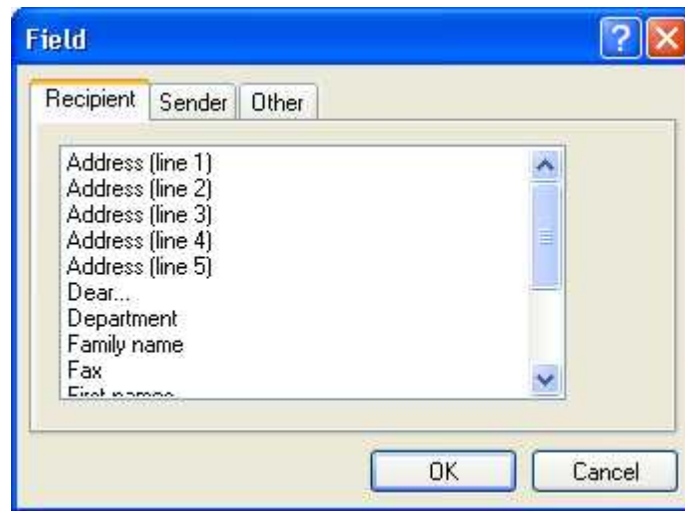 Field
Recipient Sender Other
Address (line 1)
Address (line 2)
Address (line 3)
Address (line 4)
Address (line 5)
Dear...
Department
Family name
Fax
OK Cancel